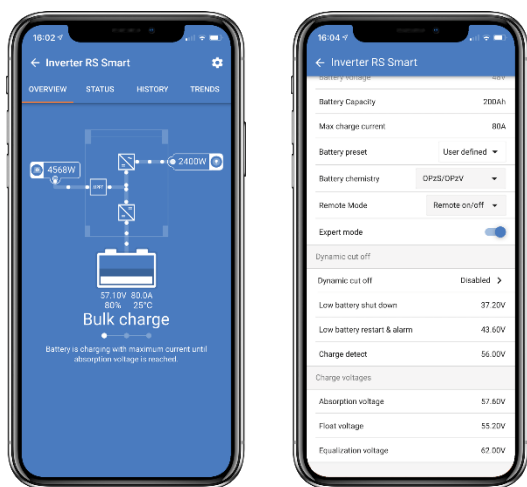 16:02
Inverter RS Smart
OVERVIEW STATUS HISTORY TRENDS
4568W
2400W
MPPT
57.10V 80.0A
80% 25°C
Bulk charge
Battery is charging with maximum current until
absorption voltage is reached.
16:04
Inverter RS Smart
Battery voltage 48V
Battery Capacity 200Ah
Max charge current 80A
Battery preset User defined
Battery chemistry OPzS/OPzV
Remote Mode Remote on/off
Expert mode
Dynamic cut off
Dynamic cut off Disabled
Low battery shut down 37.20V
Low battery restart & alarm 43.60V
Charge detect 56.00V
Charge voltages
Absorption voltage 57.60V
Float voltage 55.20V
Equalization voltage 62.00V